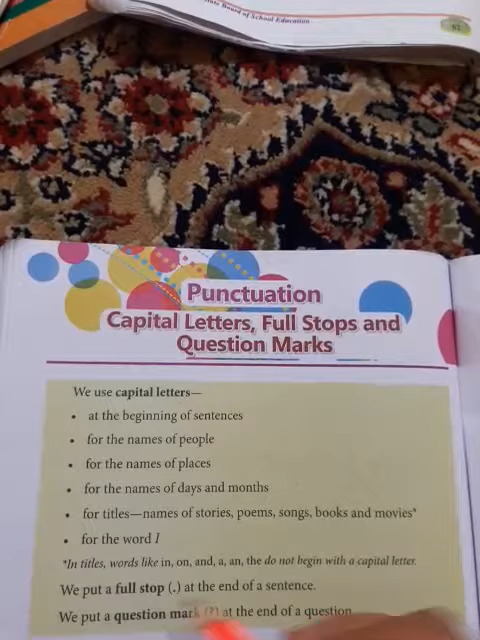 Board of School Education
Punctuation
Capital Letters, Full Stops and
Question Marks
We use capital letters—
• at the beginning of sentences
• for the names of people
• for the names of places
• for the names of days and months
• for titles—names of stories, poems, songs, books and movies*
• for the word I
*In titles, words like in, on, and, a, an, the do not begin with a capital letter.
We put a full stop (.) at the end of a sentence.
We put a question mark (?) at the end of a question